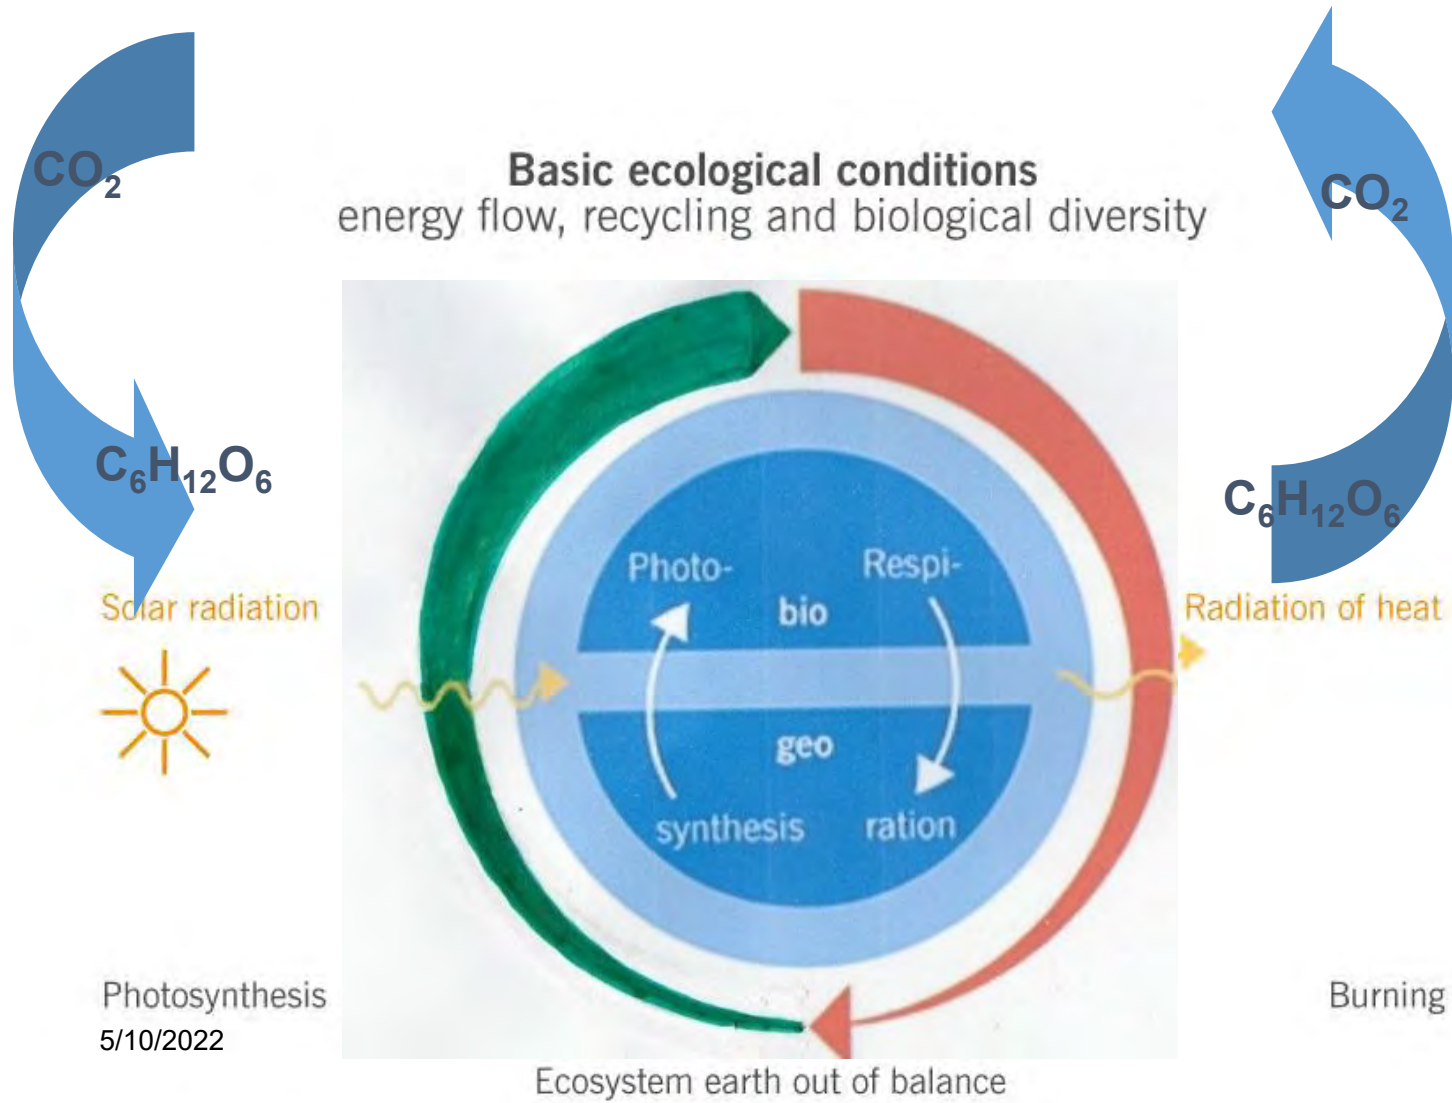 CO₂
CO₂
Basic ecological conditions
energy flow, recycling and biological diversity
C₆H₁₂O₆
C₆H₁₂O₆
Photo-
Respi-
bio
Solar radiation
Radiation of heat
geo
synthesis
ration
Photosynthesis
Burning
5/10/2022
Ecosystem earth out of balance